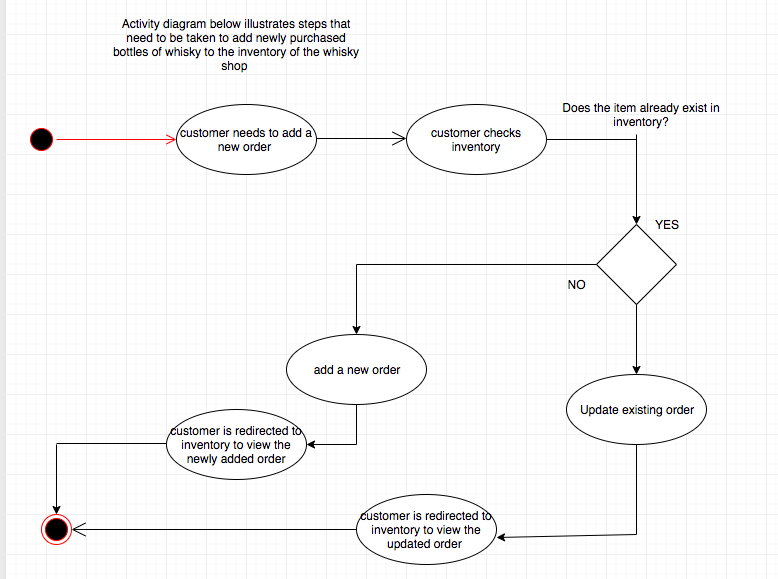 Activity diagram below illustrates steps that
need to be taken to add newly purchased
bottles of whisky to the inventory of the whisky
shop
customer needs to add a
new order
customer checks
inventory
Does the item already exist in
inventory?
YES
NO
add a new order
Update existing order
customer is redirected to
inventory to view the
newly added order
customer is redirected to
inventory to view the
updated order